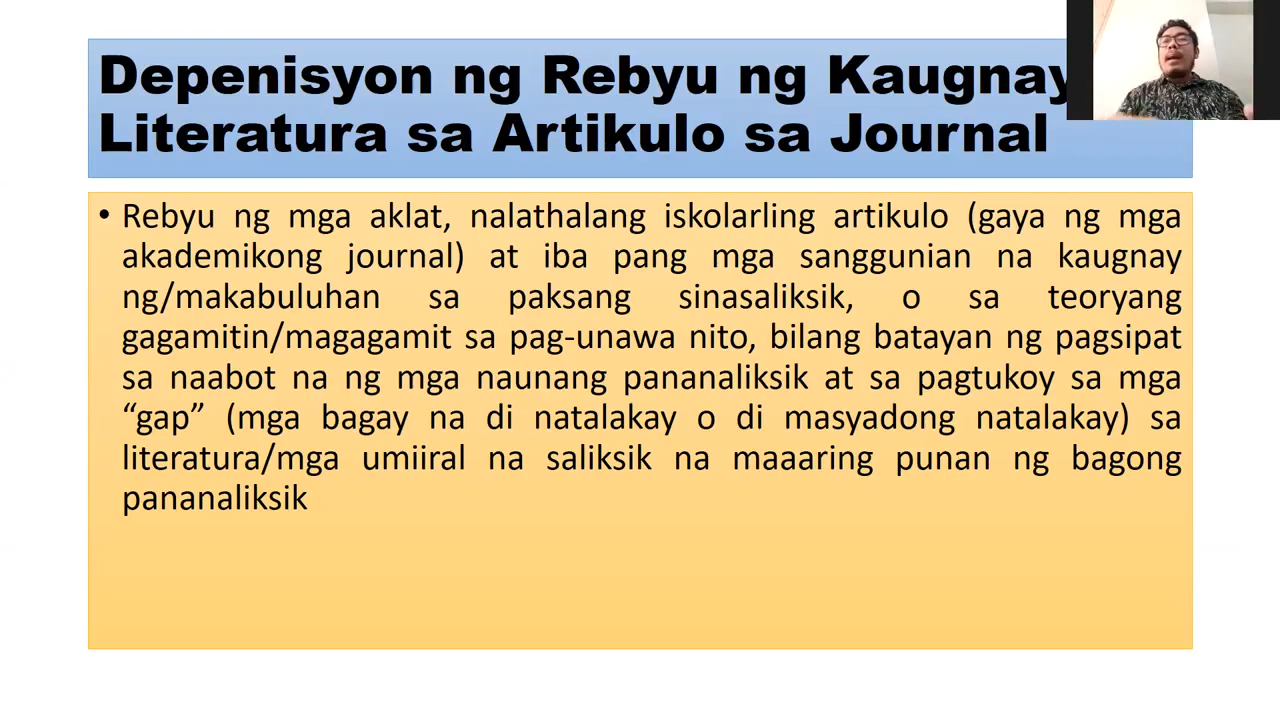 Depenisyon ng Rebyu ng Kaugnay
Literatura sa Artikulo sa Journal
• Rebyu ng mga aklat, nalathalang iskolarling artikulo (gaya ng mga
akademikong journal) at iba pang mga sanggunian na kaugnay
ng/makabuluhan sa paksang sinasaliksik, o sa teoryang
gagamitin/magagamit sa pag-unawa nito, bilang batayan ng pagsipat
sa naabot na ng mga naunang pananaliksik at sa pagtukoy sa mga
“gap” (mga bagay na di natalakay o di masyadong natalakay) sa
literatura/mga umiiral na saliksik na maaaring punan ng bagong
pananaliksik